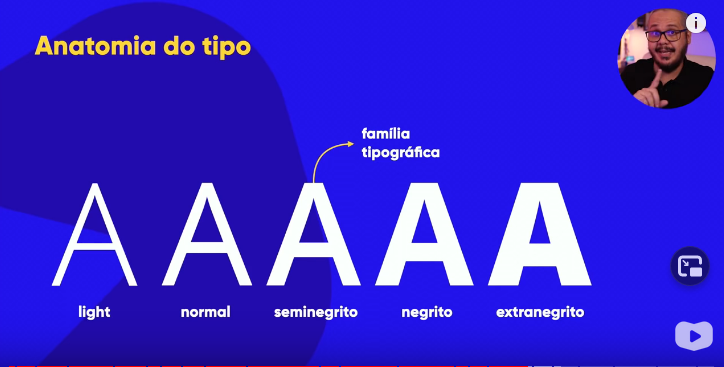 Anatomia do tipo
i
família
tipográfica
A A A A A
light normal seminegrito negrito extranegrito